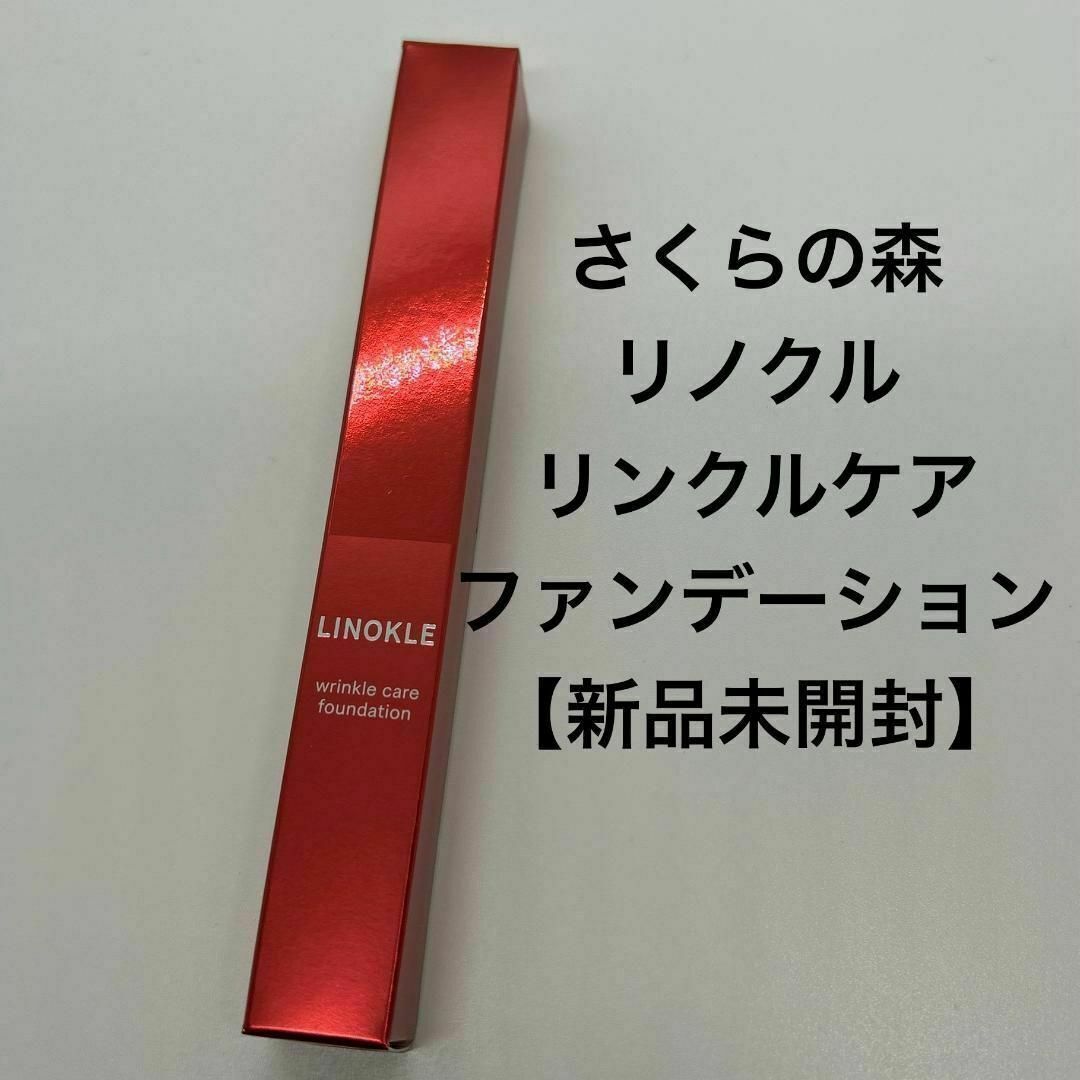 さくらの森
リノクル
リンクルケア
ファンデーション
【新品未開封】
LINOKLE
wrinkle care
foundation